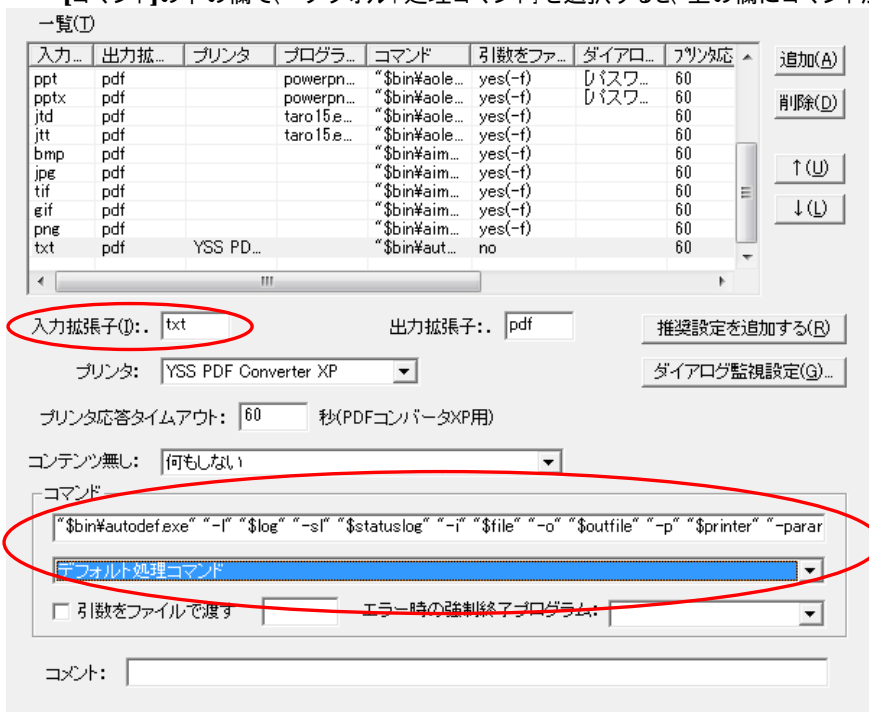 一覧(T)
入力... 出力拡... プリンタ プログラ... コマンド 引数をファ... ダイアロ... プリンタ応
ppt pdf powerpn... "$bin¥aole... yes(-f) [パスワ... 60
pptx pdf powerpn... "$bin¥aole... yes(-f) [パスワ... 60
jtd pdf taro15.e... "$bin¥aole... yes(-f) 60
jtt pdf taro15.e... "$bin¥aole... yes(-f) 60
bmp pdf "$bin¥aim... yes(-f) 60
jpg pdf "$bin¥aim... yes(-f) 60
tif pdf "$bin¥aim... yes(-f) 60
gif pdf "$bin¥aim... yes(-f) 60
png pdf "$bin¥aim... yes(-f) 60
txt pdf YSS PD... "$bin¥aut... no 60
追加(A)
削除(D)
↑(U)
↓(L)
入力拡張子(I):. txt 出力拡張子:. pdf 推奨設定を追加する(R)
プリンタ: YSS PDF Converter XP ダイアログ監視設定(G)...
プリンタ応答タイムアウト: 60 秒(PDFコンバータXP用)
コンテンツ無し: 何もしない
コマンド
"$bin¥autodef.exe" "-l" "$log" "-sl" "$statuslog" "-i" "$file" "-o" "$outfile" "-p" "$printer" "-parar
デフォルト処理コマンド
引数をファイルで渡す エラー時の強制終了プログラム:
コメント: